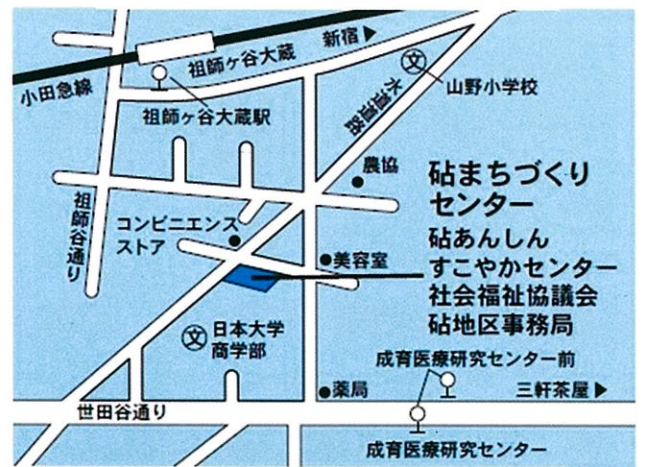 新宿▶
祖師ヶ谷大蔵
小田急線
文
山野小学校
祖師ヶ谷大蔵駅
水道道路
農協
砧まちづくり
センター
祖師谷通り
コンビニエンス
ストア
砧あんしん
すこやかセンター
社会福祉協議会
砧地区事務局
美容室
文
日本大学
商学部
成育医療研究センター前
薬局
三軒茶屋▶
世田谷通り
成育医療研究センター